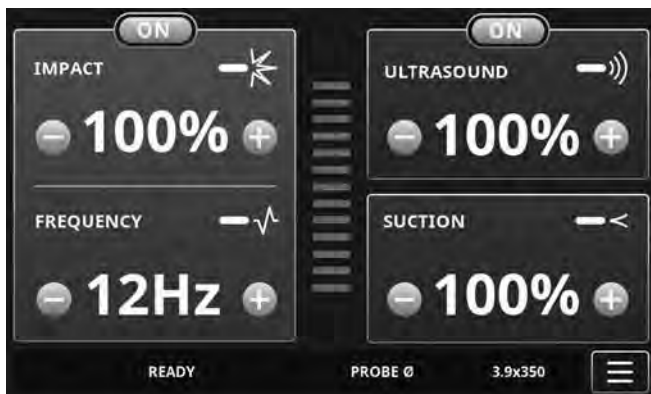 ON
IMPACT
100%
FREQUENCY
12Hz
ON
ULTRASOUND
100%
SUCTION
100%
READY PROBE Ø 3.9x350